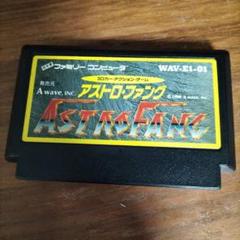 ファミリー コンピュータ WAV-E1-01
3Dカーアクション・ゲーム
発売元
A wave, INC. アストロ・ファング
ASTRO FANG